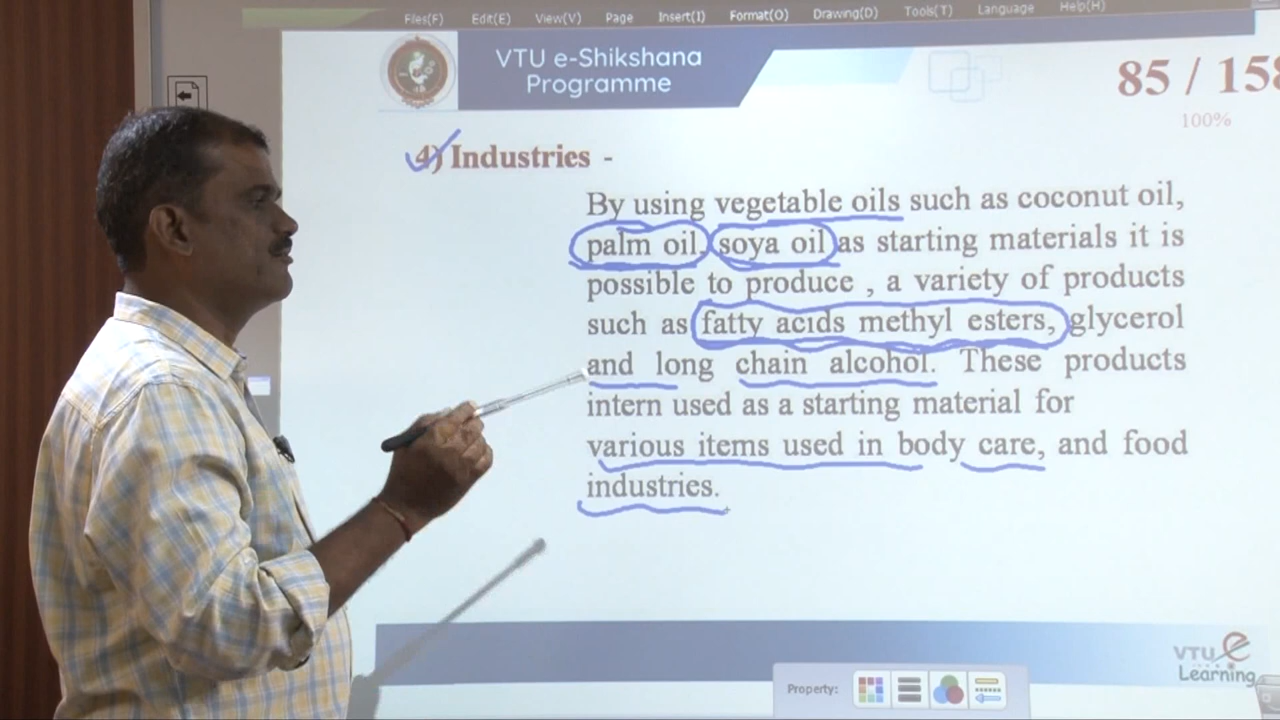 Files(F) Edit(E) View(V) Page Insert(I) Format(O) Drawing(D) Tools(T) Language Help(H)
VTU e-Shikshana
Programme
85 / 158
100%
4) Industries -
By using vegetable oils such as coconut oil,
palm oil, soya oil as starting materials it is
possible to produce , a variety of products
such as fatty acids methyl esters, glycerol
and long chain alcohol. These products
intern used as a starting material for
various items used in body care, and food
industries.
VTU e
Learning
Property: